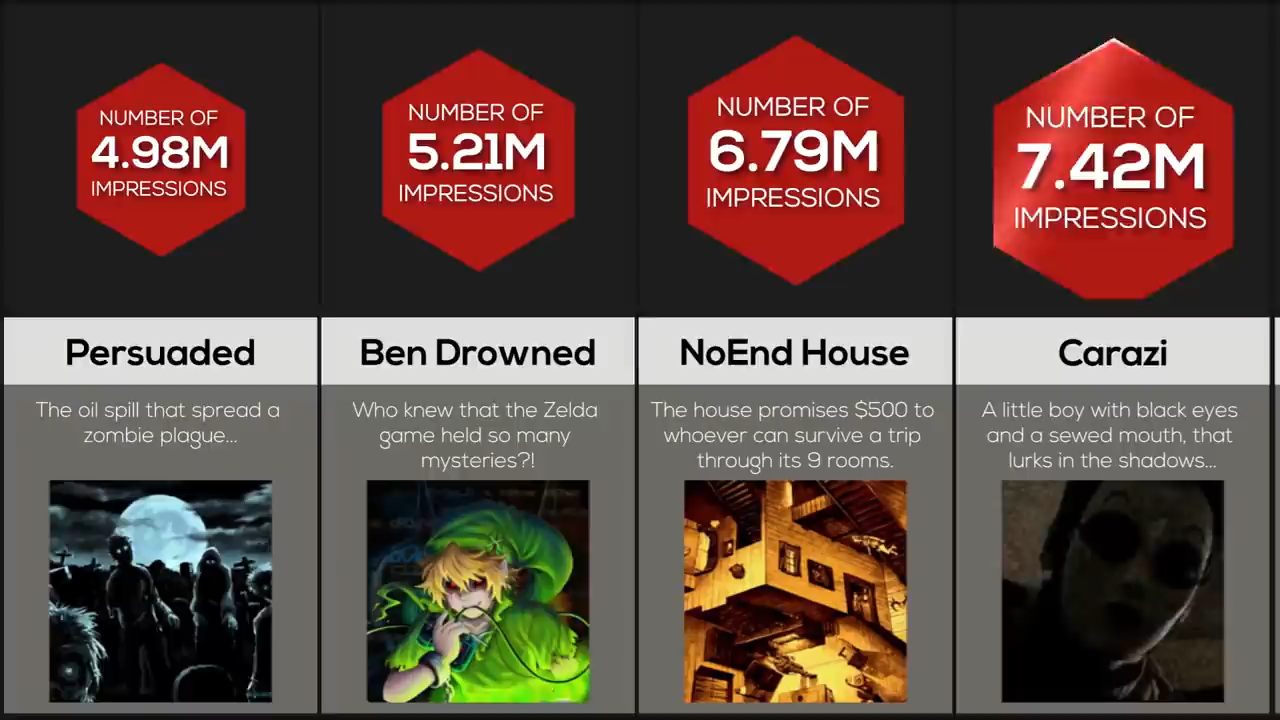 NUMBER OF
4.98M
IMPRESSIONS
NUMBER OF
5.21M
IMPRESSIONS
NUMBER OF
6.79M
IMPRESSIONS
NUMBER OF
7.42M
IMPRESSIONS
Persuaded
The oil spill that spread a
zombie plague...
Ben Drowned
Who knew that the Zelda
game held so many
mysteries?!
NoEnd House
The house promises $500 to
whoever can survive a trip
through its 9 rooms.
Carazi
A little boy with black eyes
and a sewed mouth, that
lurks in the shadows...